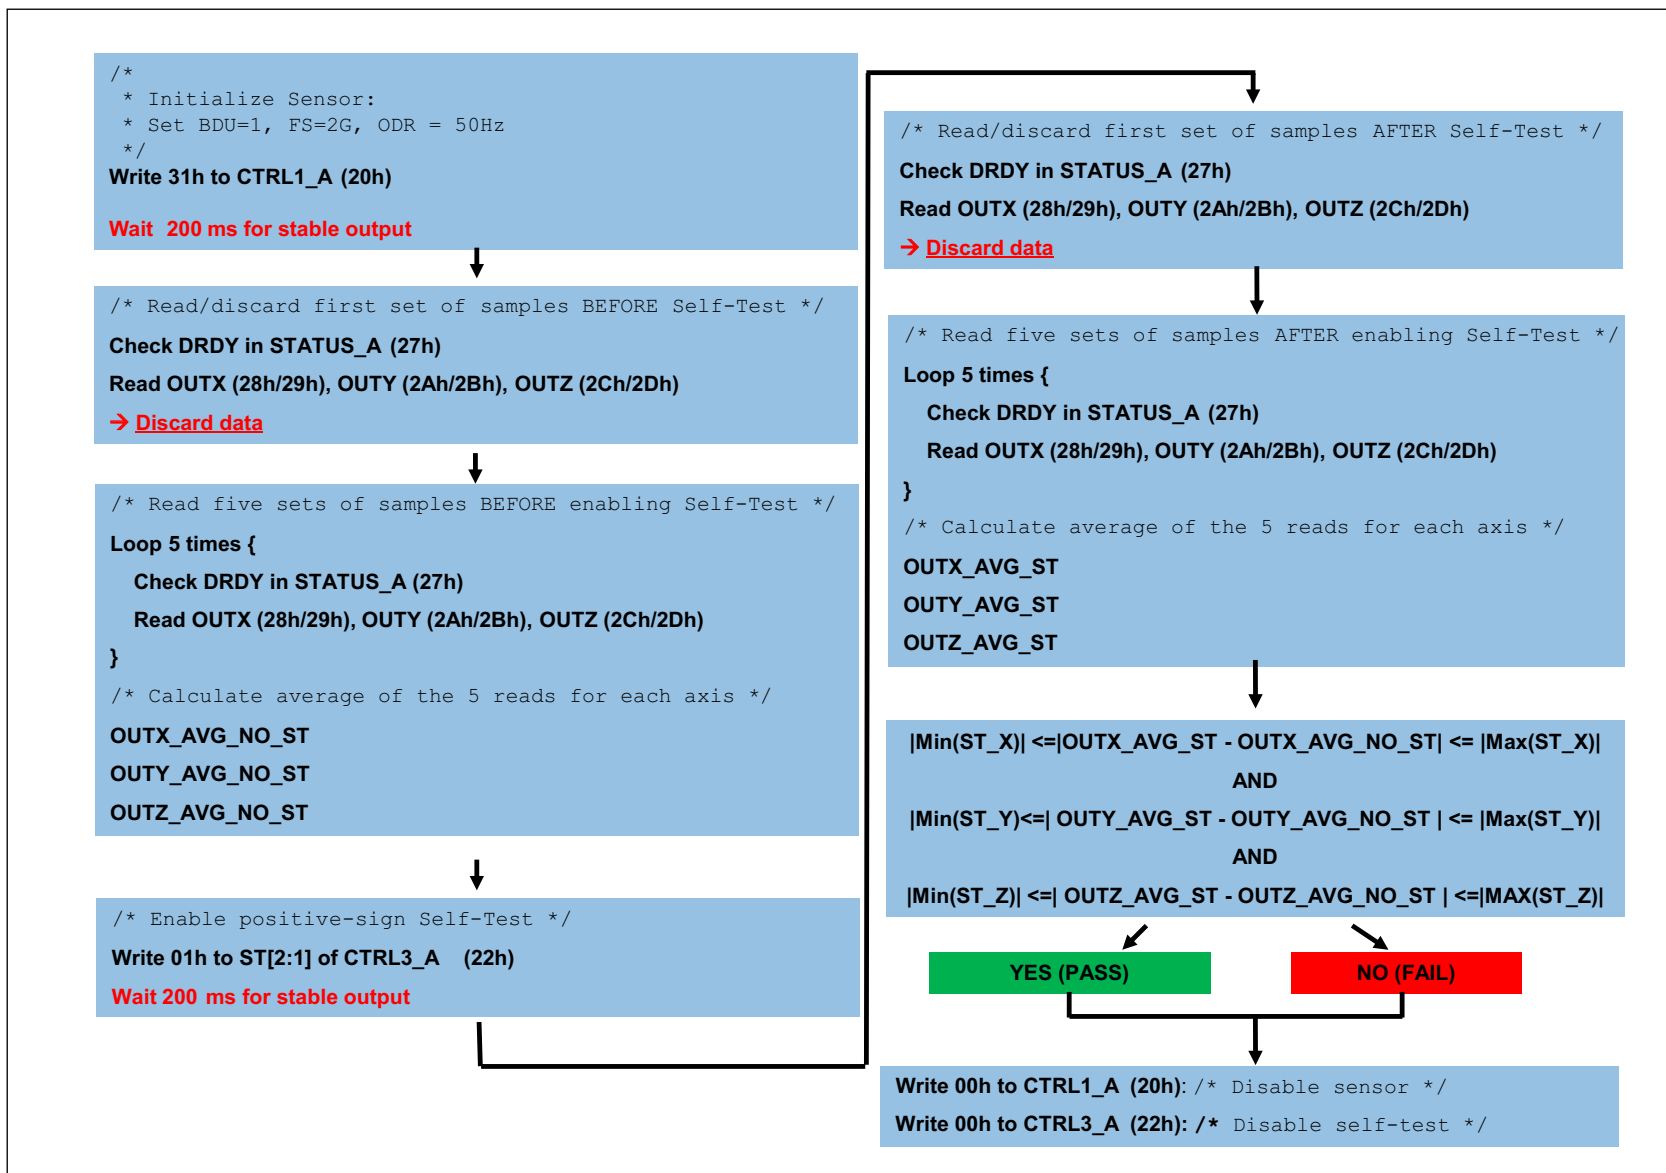 /*
 * Initialize Sensor:
 * Set BDU=1, FS=2G, ODR = 50Hz
 */
Write 31h to CTRL1_A (20h)
Wait 200 ms for stable output
/* Read/discard first set of samples BEFORE Self-Test */
Check DRDY in STATUS_A (27h)
Read OUTX (28h/29h), OUTY (2Ah/2Bh), OUTZ (2Ch/2Dh)
→ Discard data
/* Read five sets of samples BEFORE enabling Self-Test */
Loop 5 times {
Check DRDY in STATUS_A (27h)
Read OUTX (28h/29h), OUTY (2Ah/2Bh), OUTZ (2Ch/2Dh)
}
/* Calculate average of the 5 reads for each axis */
OUTX_AVG_NO_ST
OUTY_AVG_NO_ST
OUTZ_AVG_NO_ST
/* Enable positive-sign Self-Test */
Write 01h to ST[2:1] of CTRL3_A (22h)
Wait 200 ms for stable output
/* Read/discard first set of samples AFTER Self-Test */
Check DRDY in STATUS_A (27h)
Read OUTX (28h/29h), OUTY (2Ah/2Bh), OUTZ (2Ch/2Dh)
→ Discard data
/* Read five sets of samples AFTER enabling Self-Test */
Loop 5 times {
Check DRDY in STATUS_A (27h)
Read OUTX (28h/29h), OUTY (2Ah/2Bh), OUTZ (2Ch/2Dh)
}
/* Calculate average of the 5 reads for each axis */
OUTX_AVG_ST
OUTY_AVG_ST
OUTZ_AVG_ST
|Min(ST_X)| <=|OUTX_AVG_ST - OUTX_AVG_NO_ST| <= |Max(ST_X)|
AND
|Min(ST_Y)<=| OUTY_AVG_ST - OUTY_AVG_NO_ST | <= |Max(ST_Y)|
AND
|Min(ST_Z)| <=| OUTZ_AVG_ST - OUTZ_AVG_NO_ST | <=|MAX(ST_Z)|
YES (PASS)
NO (FAIL)
Write 00h to CTRL1_A (20h): /* Disable sensor */
Write 00h to CTRL3_A (22h): /* Disable self-test */